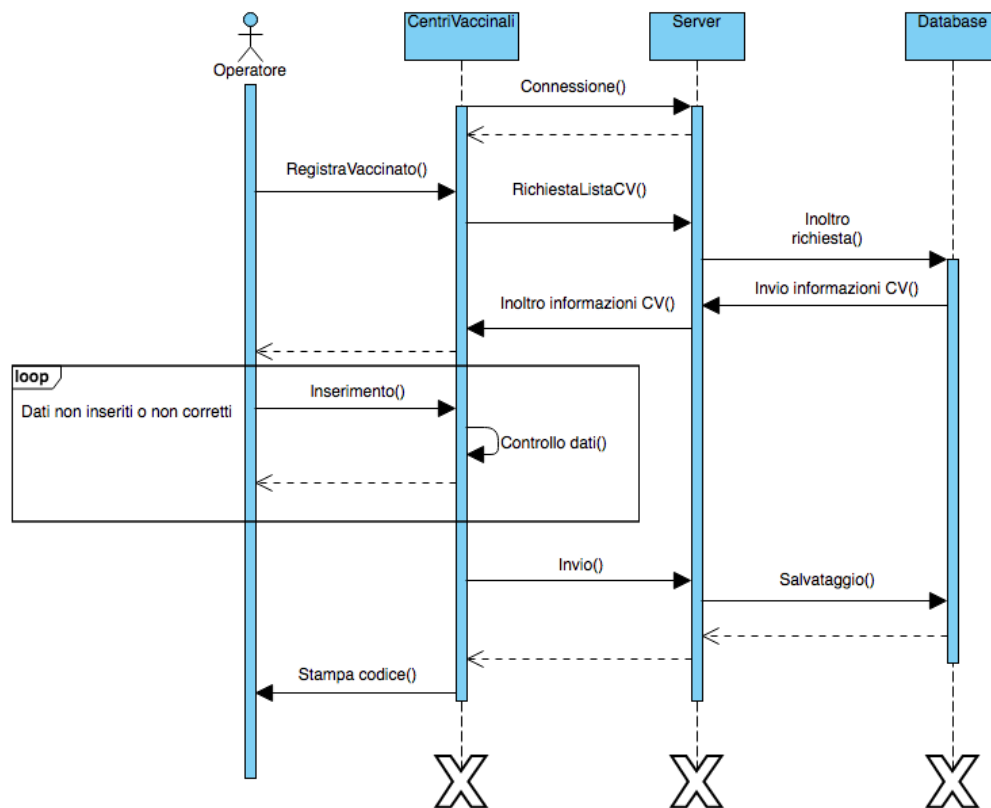 CentriVaccinali
Server
Database
Operatore
Connessione()
RegistraVaccinato()
RichiestaListaCV()
Inoltro
richiesta()
Invio informazioni CV()
Inoltro informazioni CV()
loop
Dati non inseriti o non corretti
Inserimento()
Controllo dati()
Invio()
Salvataggio()
Stampa codice()